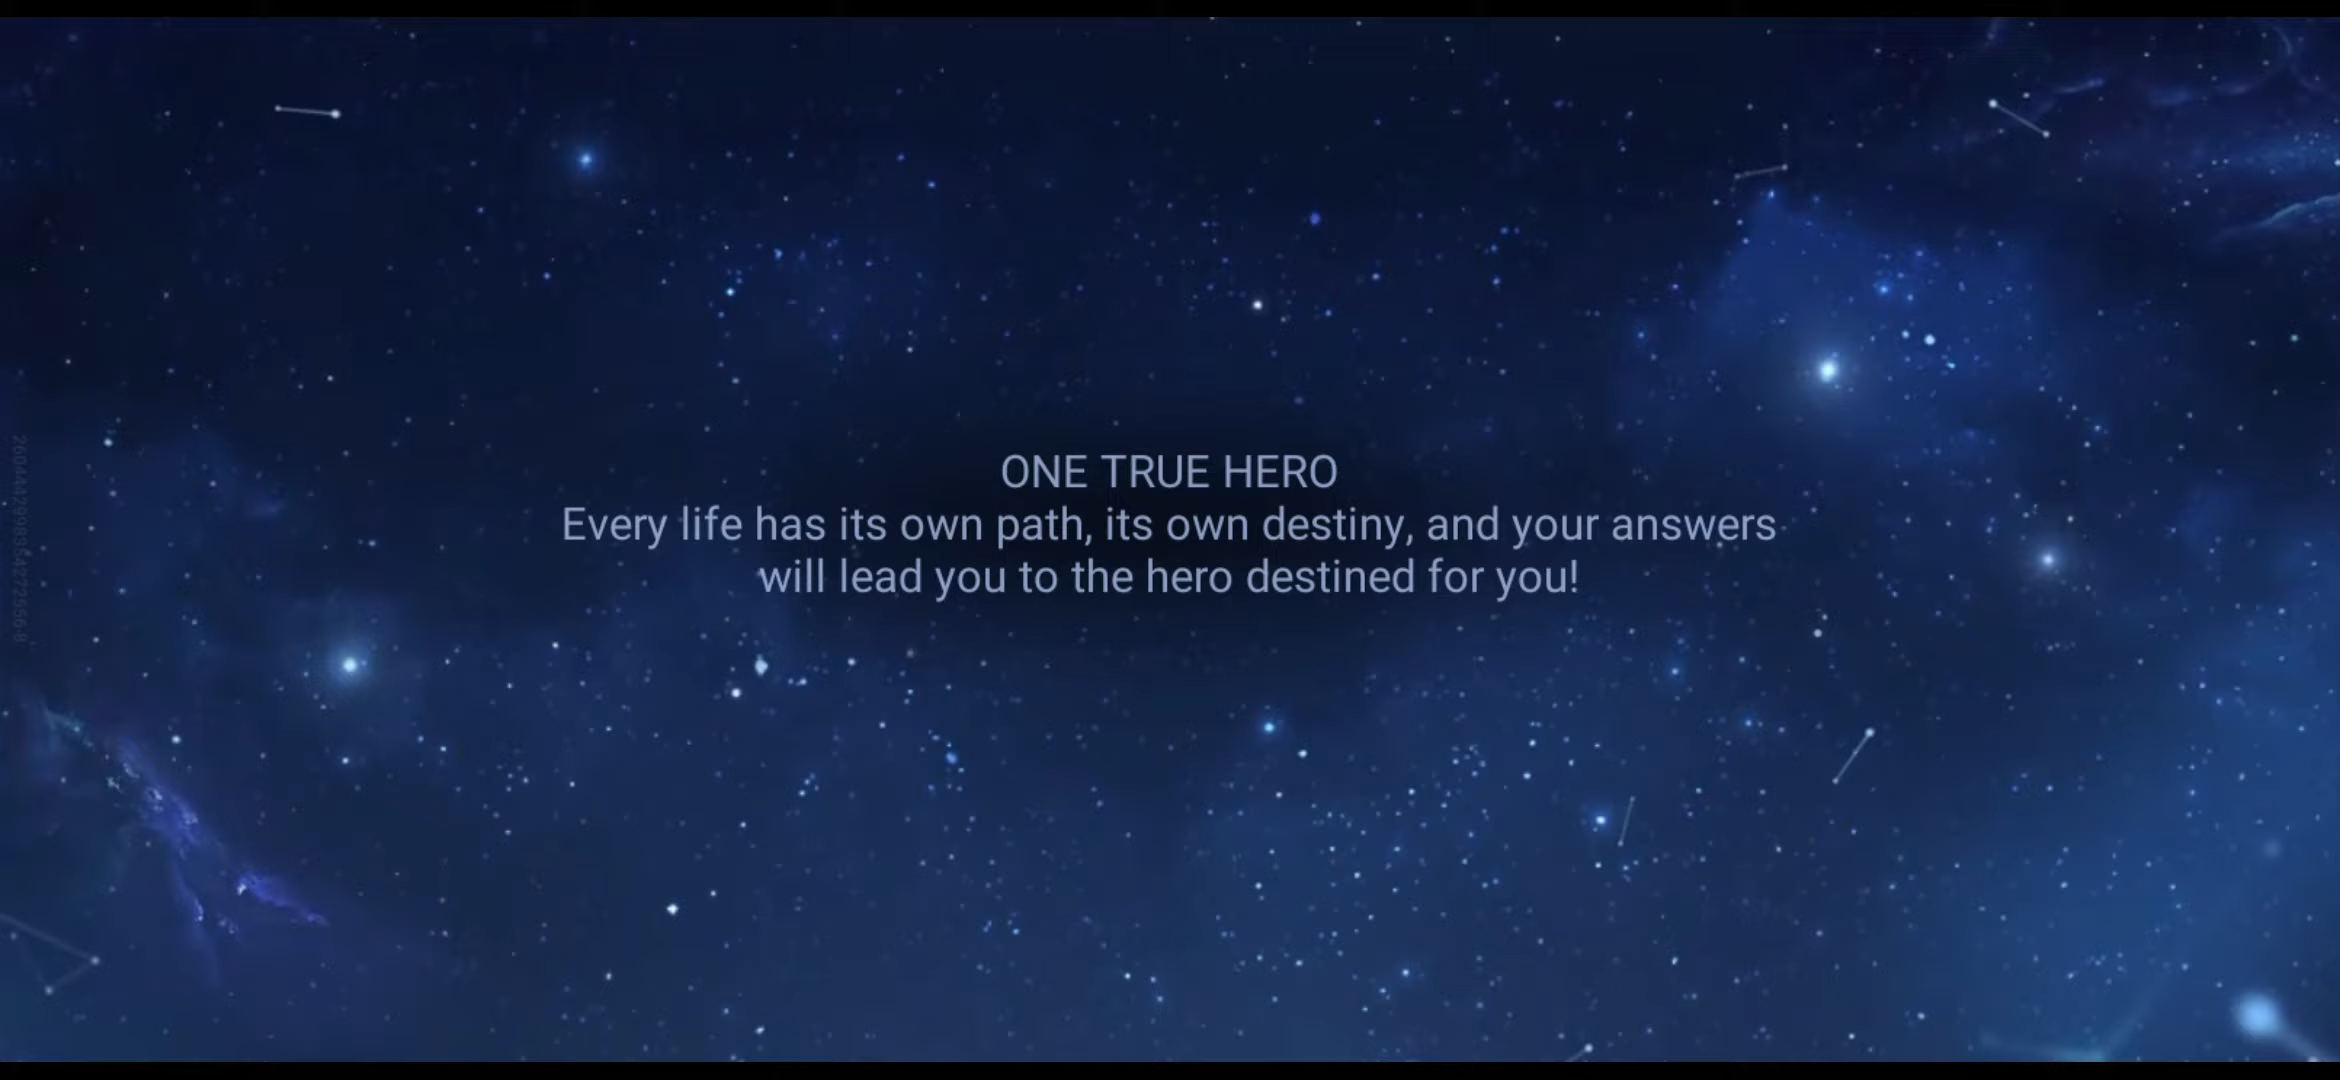 ONE TRUE HERO
Every life has its own path, its own destiny, and your answers
will lead you to the hero destined for you!